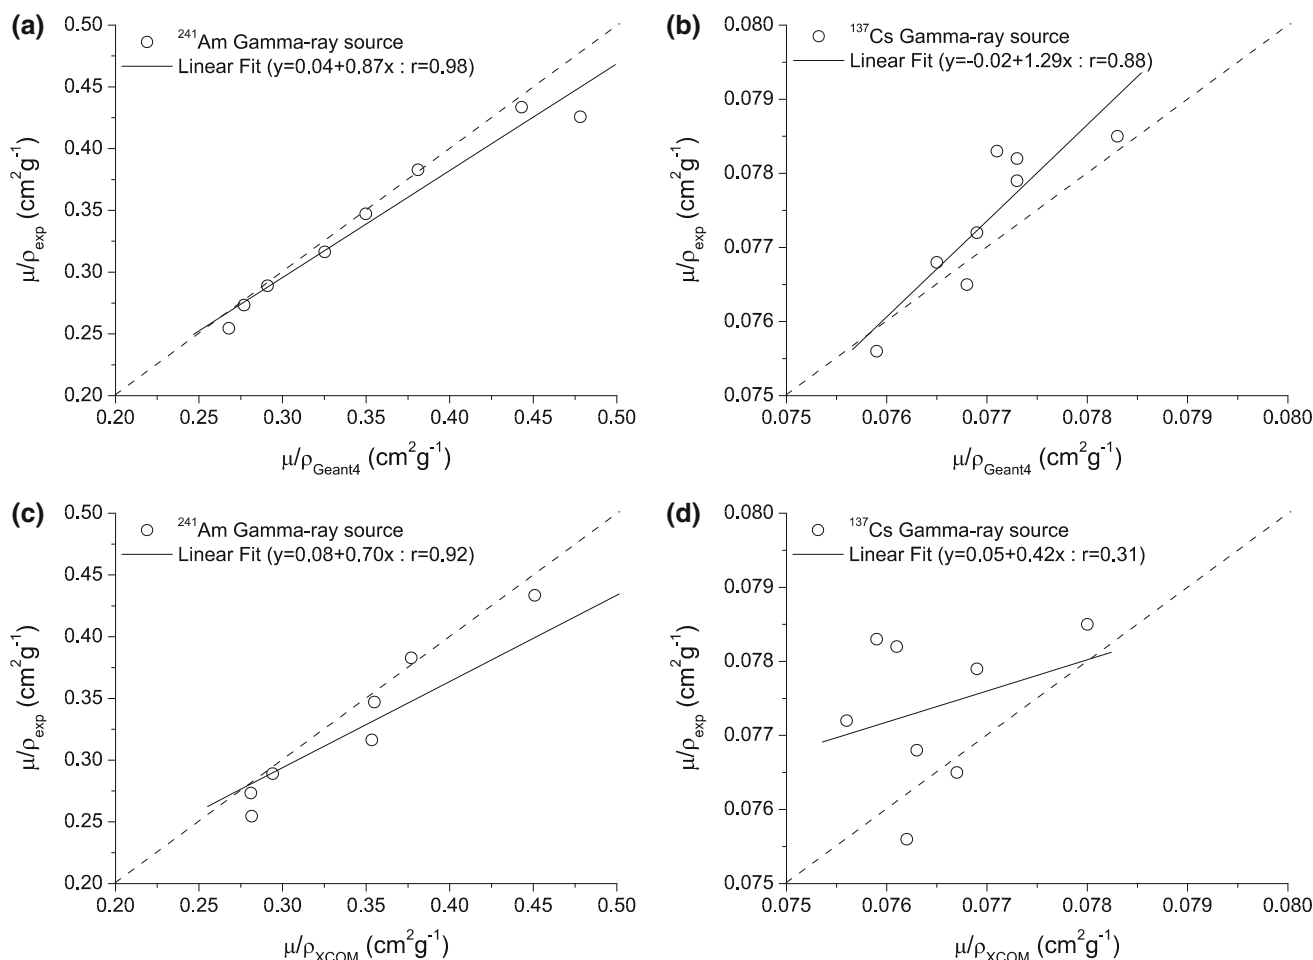 (a)
²⁴¹Am Gamma-ray source
Linear Fit (y=0.04+0.87x : r=0.98)
0.50
0.45
0.40
0.35
0.30
0.25
0.20
μ/ρexp (cm²g⁻¹)
0.20 0.25 0.30 0.35 0.40 0.45 0.50
μ/ρGeant4 (cm²g⁻¹)
(b)
¹³⁷Cs Gamma-ray source
Linear Fit (y=-0.02+1.29x : r=0.88)
0.080
0.079
0.078
0.077
0.076
0.075
μ/ρexp (cm²g⁻¹)
0.075 0.076 0.077 0.078 0.079 0.080
μ/ρGeant4 (cm²g⁻¹)
(c)
²⁴¹Am Gamma-ray source
Linear Fit (y=0.08+0.70x : r=0.92)
0.50
0.45
0.40
0.35
0.30
0.25
0.20
μ/ρexp (cm²g⁻¹)
0.20 0.25 0.30 0.35 0.40 0.45 0.50
μ/ρXCOM (cm²g⁻¹)
(d)
¹³⁷Cs Gamma-ray source
Linear Fit (y=0.05+0.42x : r=0.31)
0.080
0.079
0.078
0.077
0.076
0.075
μ/ρexp (cm²g⁻¹)
0.075 0.076 0.077 0.078 0.079 0.080
μ/ρXCOM (cm²g⁻¹)